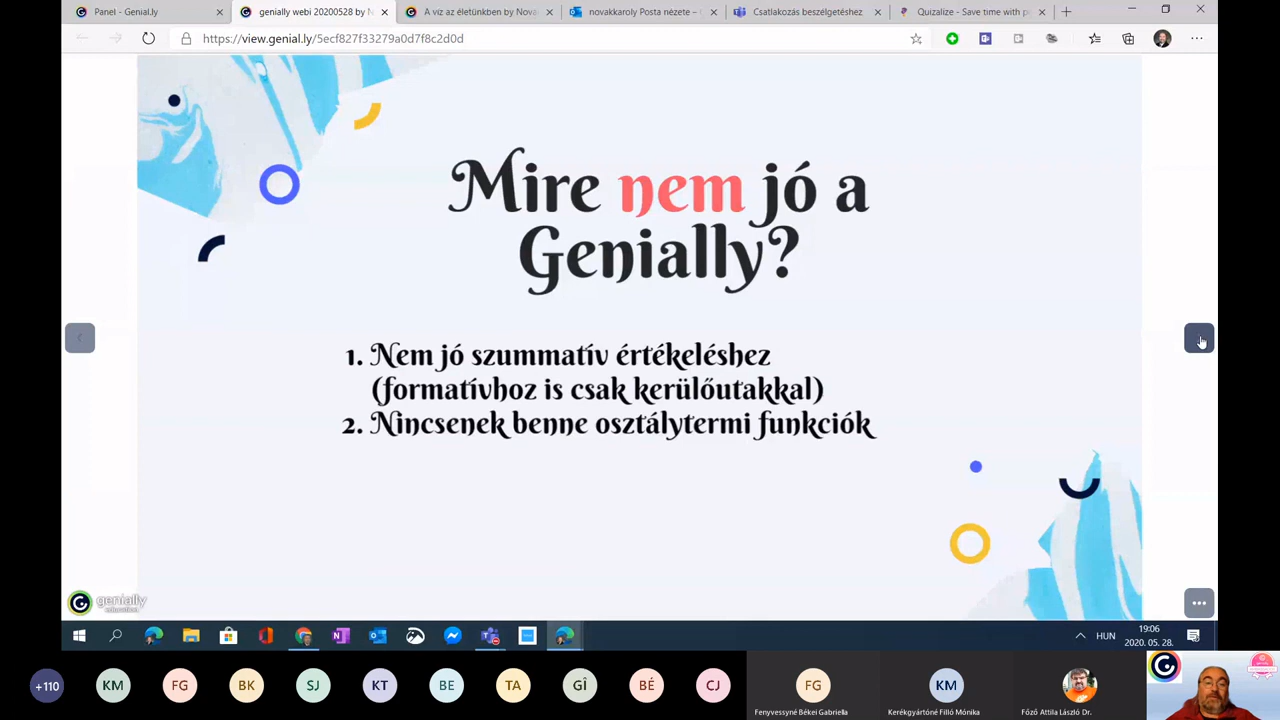 Panel - Genial.ly
genially webi 20200528 by N
A víz az életünkben by Nova
novakkaroly Posta nézete –
Csatlakozás beszélgetéshez
Quizalize - Save time with p
https://view.genial.ly/5ecf827f33279a0d7f8c2d0d
Mire nem jó a
Genially?
1. Nem jó szummatív értékeléshez
(formatívhoz is csak kerülőutakkal)
2. Nincsenek benne osztálytermi funkciók
genially
HUN
19:06
2020. 05. 28.
+110
KM
FG
BK
SJ
KT
BE
TA
GÎ
BÉ
CJ
FG
KM
Fenyvessyné Békei Gabriella
Kerékgyártóné Filló Mónika
Főző Attila László Dr.